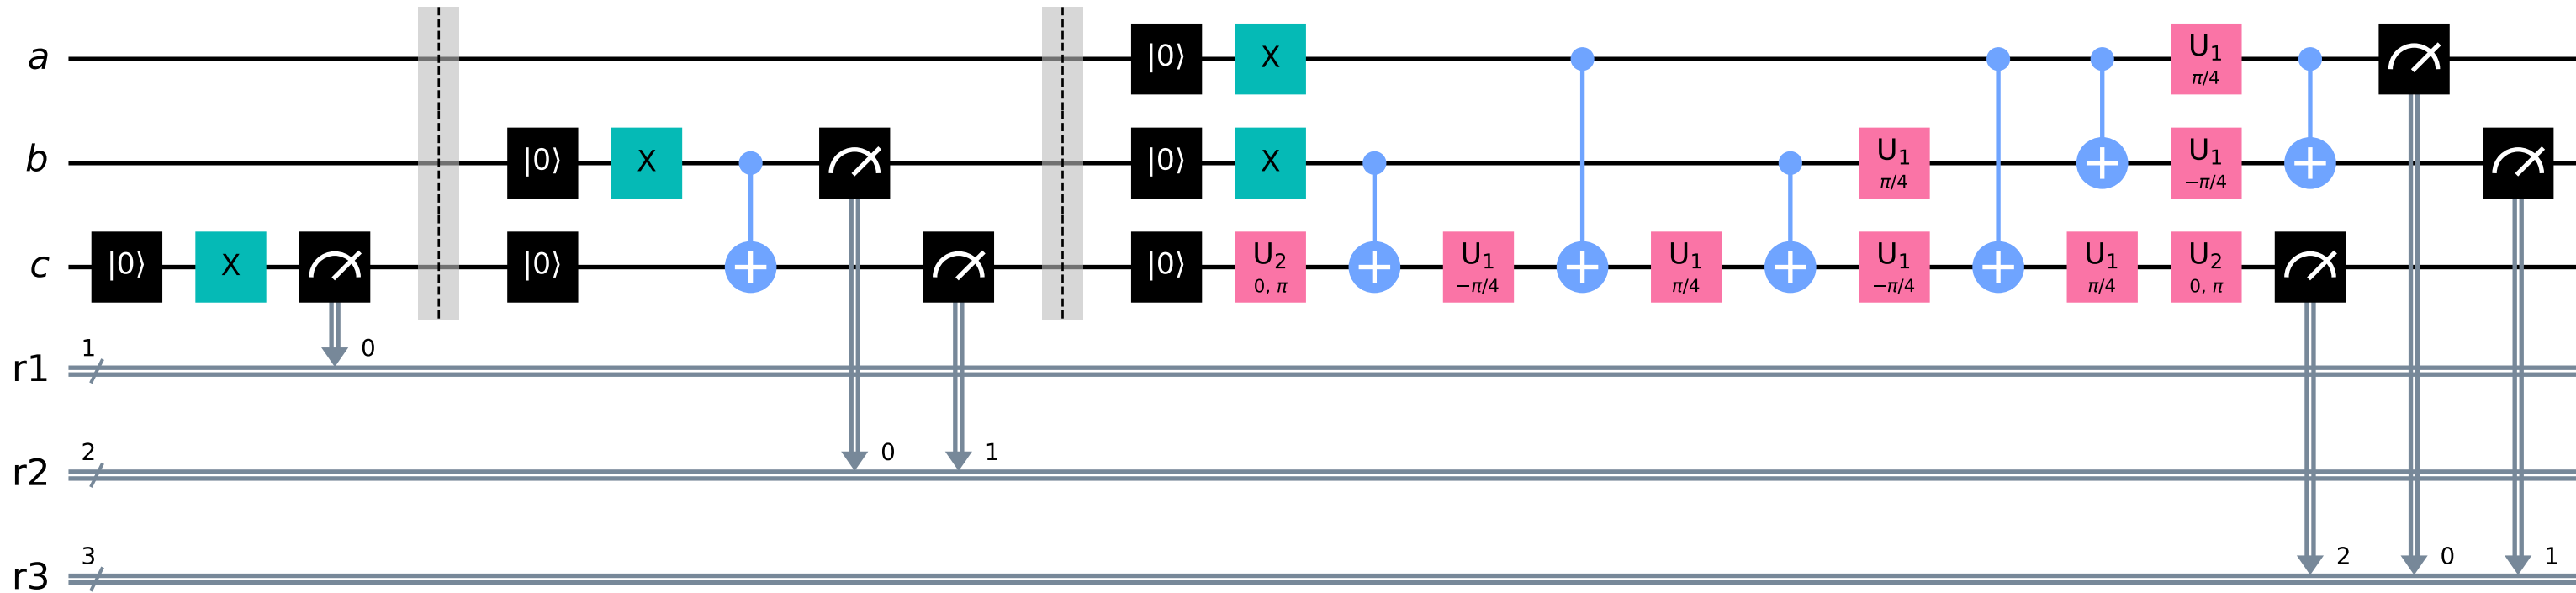 a |0⟩ X U₁ π/4
b |0⟩ X |0⟩ X U₁ π/4 U₁ −π/4
c |0⟩ X |0⟩ |0⟩ U₂ 0, π U₁ −π/4 U₁ π/4 U₁ −π/4 U₁ π/4 U₂ 0, π
r1 1 0
r2 2 0 1
r3 3 2 0 1